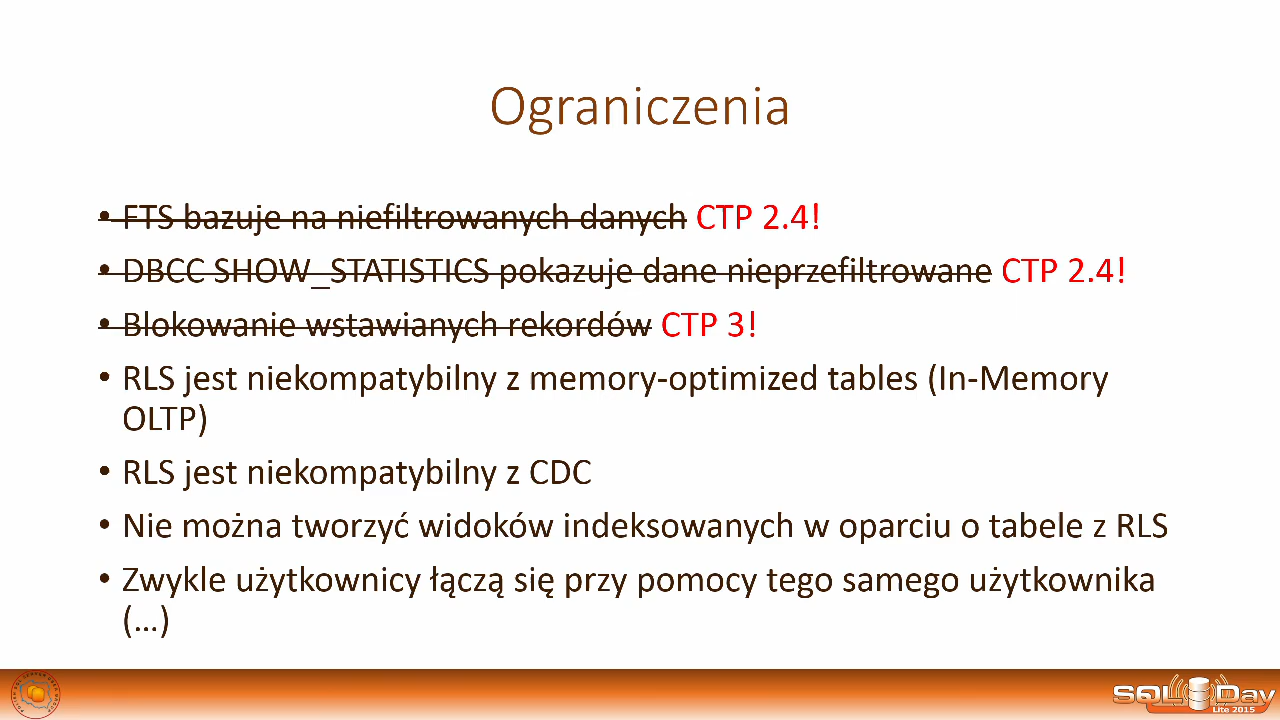 Ograniczenia
• FTS bazuje na niefiltrowanych danych CTP 2.4!
• DBCC SHOW_STATISTICS pokazuje dane nieprzefiltrowane CTP 2.4!
• Blokowanie wstawianych rekordów CTP 3!
• RLS jest niekompatybilny z memory-optimized tables (In-Memory
OLTP)
• RLS jest niekompatybilny z CDC
• Nie można tworzyć widoków indeksowanych w oparciu o tabele z RLS
• Zwykle użytkownicy łączą się przy pomocy tego samego użytkownika
(…)
SQL Day
Lite 2015